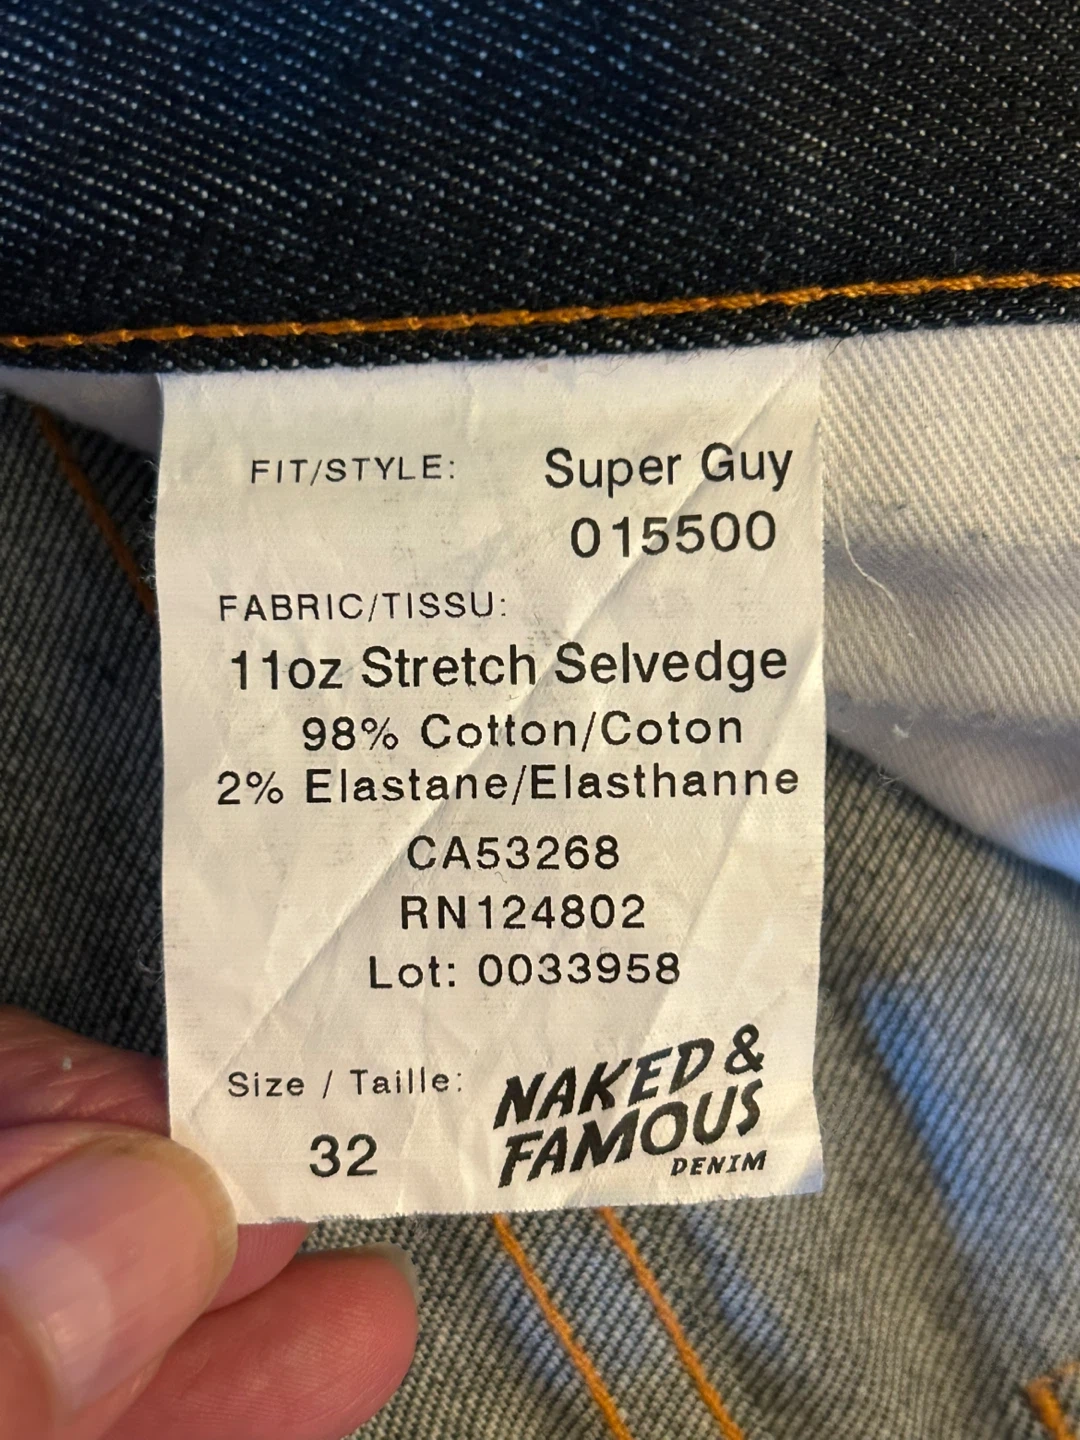 FIT/STYLE: Super Guy
015500
FABRIC/TISSU:
11oz Stretch Selvedge
98% Cotton/Coton
2% Elastane/Elasthanne
CA53268
RN124802
Lot: 0033958
Size / Taille:
32
NAKED &
FAMOUS
DENIM